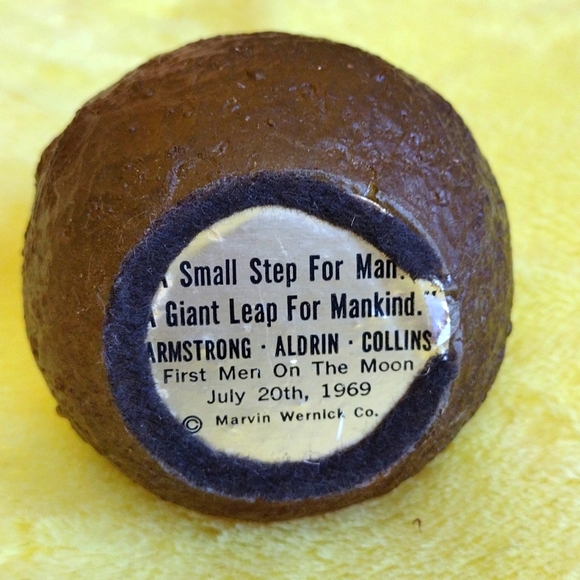 A Small Step For Man.
A Giant Leap For Mankind."
ARMSTRONG · ALDRIN · COLLINS
First Men On The Moon
July 20th, 1969
© Marvin Wernick Co.